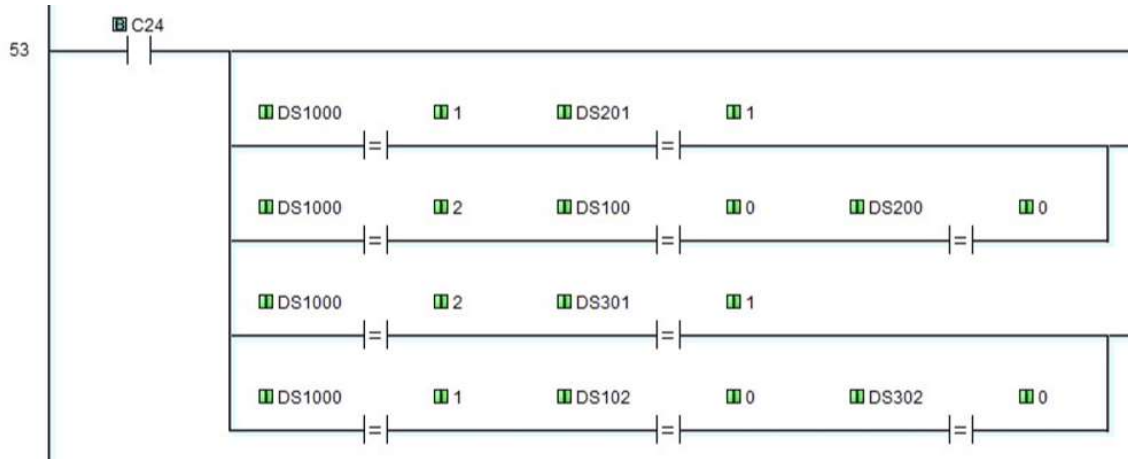 B C24
53
I DS1000 I 1 I DS201 I 1
=
=
I DS1000 I 2 I DS100 I 0 I DS200 I 0
=
=
=
I DS1000 I 2 I DS301 I 1
=
=
I DS1000 I 1 I DS102 I 0 I DS302 I 0
=
=
=